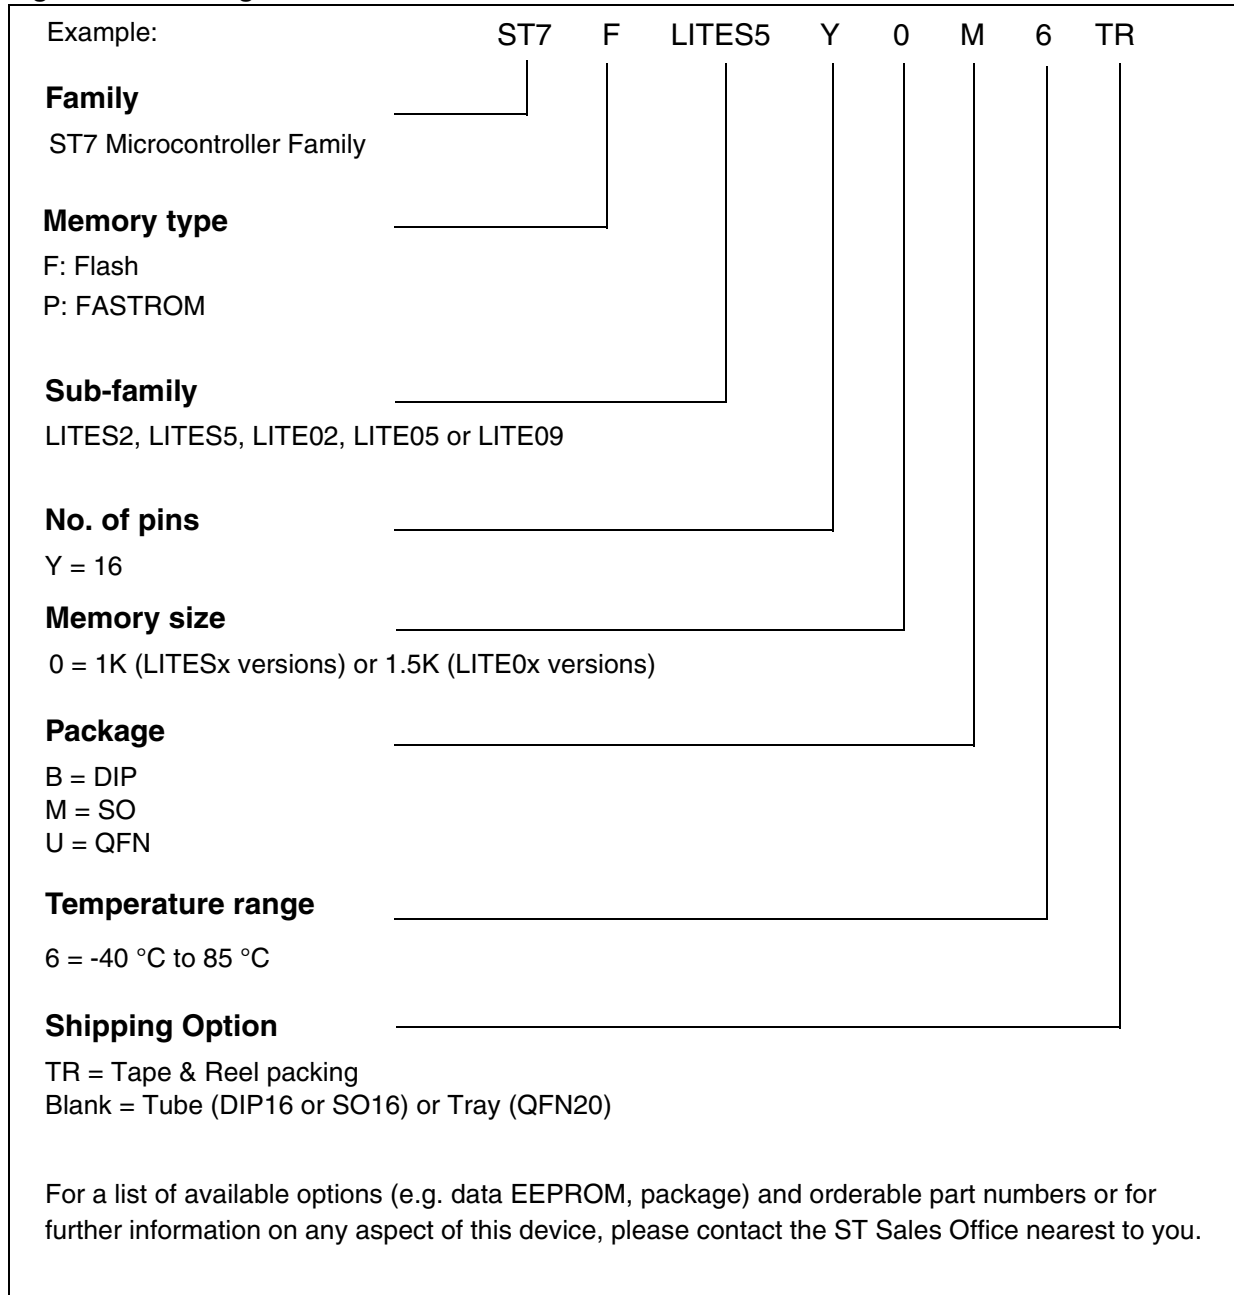 Example: ST7 F LITES5 Y 0 M 6 TR
Family
ST7 Microcontroller Family
Memory type
F: Flash
P: FASTROM
Sub-family
LITES2, LITES5, LITE02, LITE05 or LITE09
No. of pins
Y = 16
Memory size
0 = 1K (LITESx versions) or 1.5K (LITE0x versions)
Package
B = DIP
M = SO
U = QFN
Temperature range
6 = -40 °C to 85 °C
Shipping Option
TR = Tape & Reel packing
Blank = Tube (DIP16 or SO16) or Tray (QFN20)
For a list of available options (e.g. data EEPROM, package) and orderable part numbers or for
further information on any aspect of this device, please contact the ST Sales Office nearest to you.